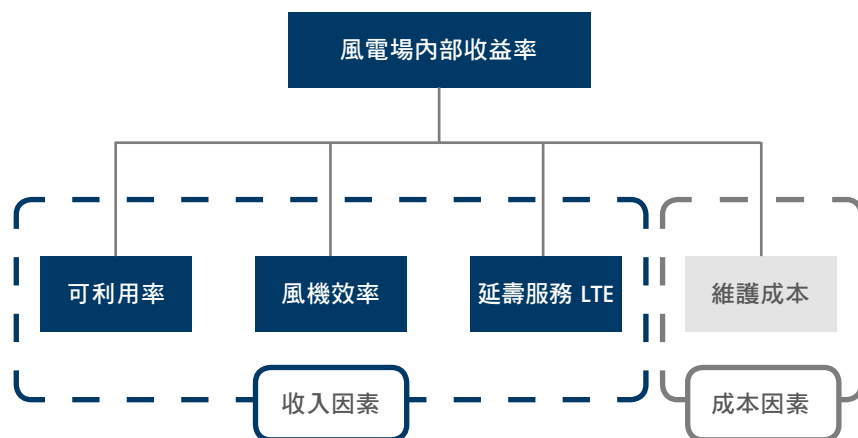 風電場內部收益率
可利用率
風機效率
延壽服務 LTE
維護成本
收入因素
成本因素